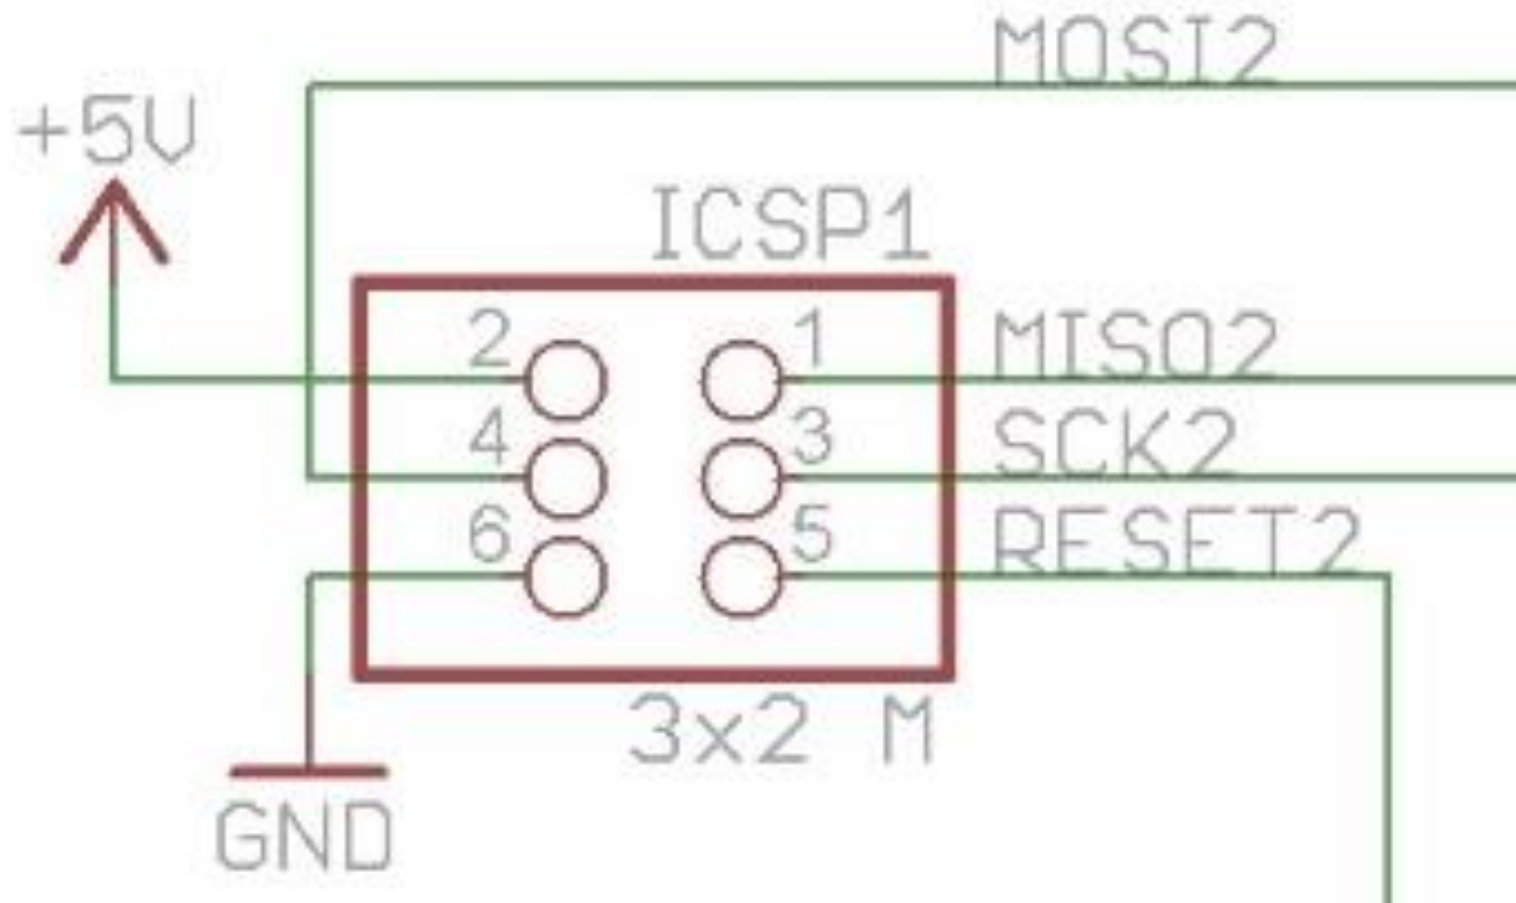 MOSI2
+5V
ICSP1
2 1 MISO2
4 3 SCK2
6 5 RESET2
3x2 M
GND